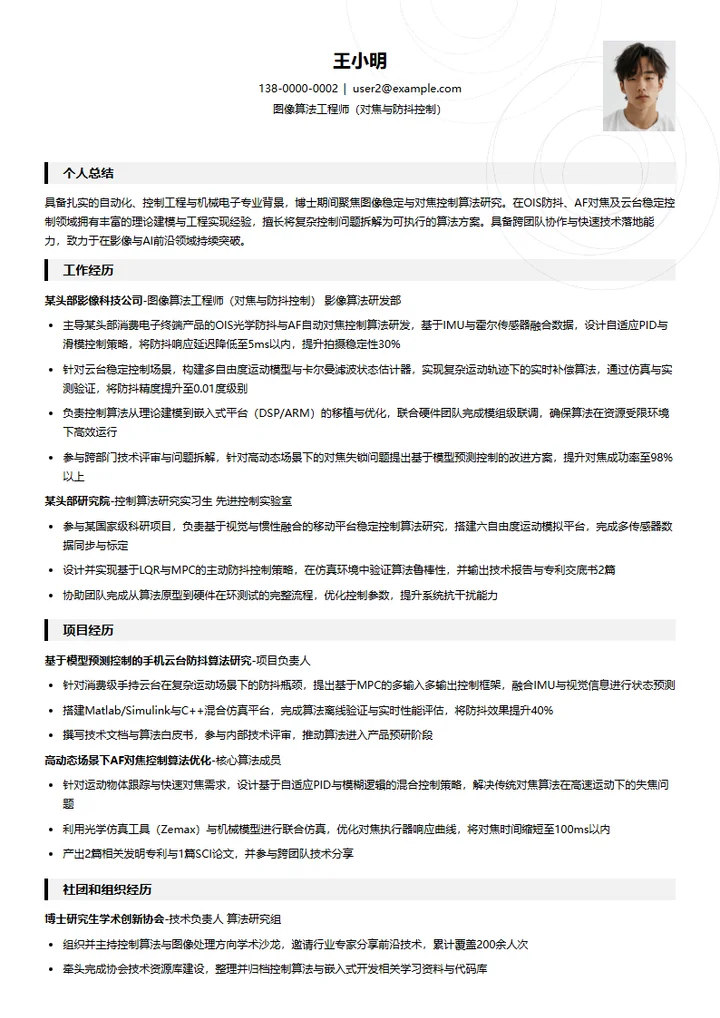 王小明
138-0000-0002 | user2@example.com
图像算法工程师（对焦与防抖控制）
个人总结
具备扎实的自动化、控制工程与机械电子专业背景，博士期间聚焦图像稳定与对焦控制算法研究。在OIS防抖、AF对焦及云台稳定控
制领域拥有丰富的理论建模与工程实现经验，擅长将复杂控制问题拆解为可执行的算法方案。具备跨团队协作与快速技术落地能
力，致力于在影像与AI前沿领域持续突破。
工作经历
某头部影像科技公司-图像算法工程师（对焦与防抖控制） 影像算法研发部
• 主导某头部消费电子终端产品的OIS光学防抖与AF自动对焦控制算法研发，基于IMU与霍尔传感器融合数据，设计自适应PID与
滑模控制策略，将防抖响应延迟降低至5ms以内，提升拍摄稳定性30%
• 针对云台稳定控制场景，构建多自由度运动模型与卡尔曼滤波状态估计器，实现复杂运动轨迹下的实时补偿算法，通过仿真与实
测验证，将防抖精度提升至0.01度级别
• 负责控制算法从理论建模到嵌入式平台（DSP/ARM）的移植与优化，联合硬件团队完成模组级联调，确保算法在资源受限环境
下高效运行
• 参与跨部门技术评审与问题拆解，针对高动态场景下的对焦失锁问题提出基于模型预测控制的改进方案，提升对焦成功率至98%
以上
某头部研究院-控制算法研究实习生 先进控制实验室
• 参与某国家级科研项目，负责基于视觉与惯性融合的移动平台稳定控制算法研究，搭建六自由度运动模拟平台，完成多传感器数
据同步与标定
• 设计并实现基于LQR与MPC的主动防抖控制策略，在仿真环境中验证算法鲁棒性，并输出技术报告与专利交底书2篇
• 协助团队完成从算法原型到硬件在环测试的完整流程，优化控制参数，提升系统抗干扰能力
项目经历
基于模型预测控制的手机云台防抖算法研究-项目负责人
• 针对消费级手持云台在复杂运动场景下的防抖瓶颈，提出基于MPC的多输入多输出控制框架，融合IMU与视觉信息进行状态预测
• 搭建Matlab/Simulink与C++混合仿真平台，完成算法离线验证与实时性能评估，将防抖效果提升40%
• 撰写技术文档与算法白皮书，参与内部技术评审，推动算法进入产品预研阶段
高动态场景下AF对焦控制算法优化-核心算法成员
• 针对运动物体跟踪与快速对焦需求，设计基于自适应PID与模糊逻辑的混合控制策略，解决传统对焦算法在高速运动下的失焦问
题
• 利用光学仿真工具（Zemax）与机械模型进行联合仿真，优化对焦执行器响应曲线，将对焦时间缩短至100ms以内
• 产出2篇相关发明专利与1篇SCI论文，并参与跨团队技术分享
社团和组织经历
博士研究生学术创新协会-技术负责人 算法研究组
• 组织并主持控制算法与图像处理方向学术沙龙，邀请行业专家分享前沿技术，累计覆盖200余人次
• 牵头完成协会技术资源库建设，整理并归档控制算法与嵌入式开发相关学习资料与代码库